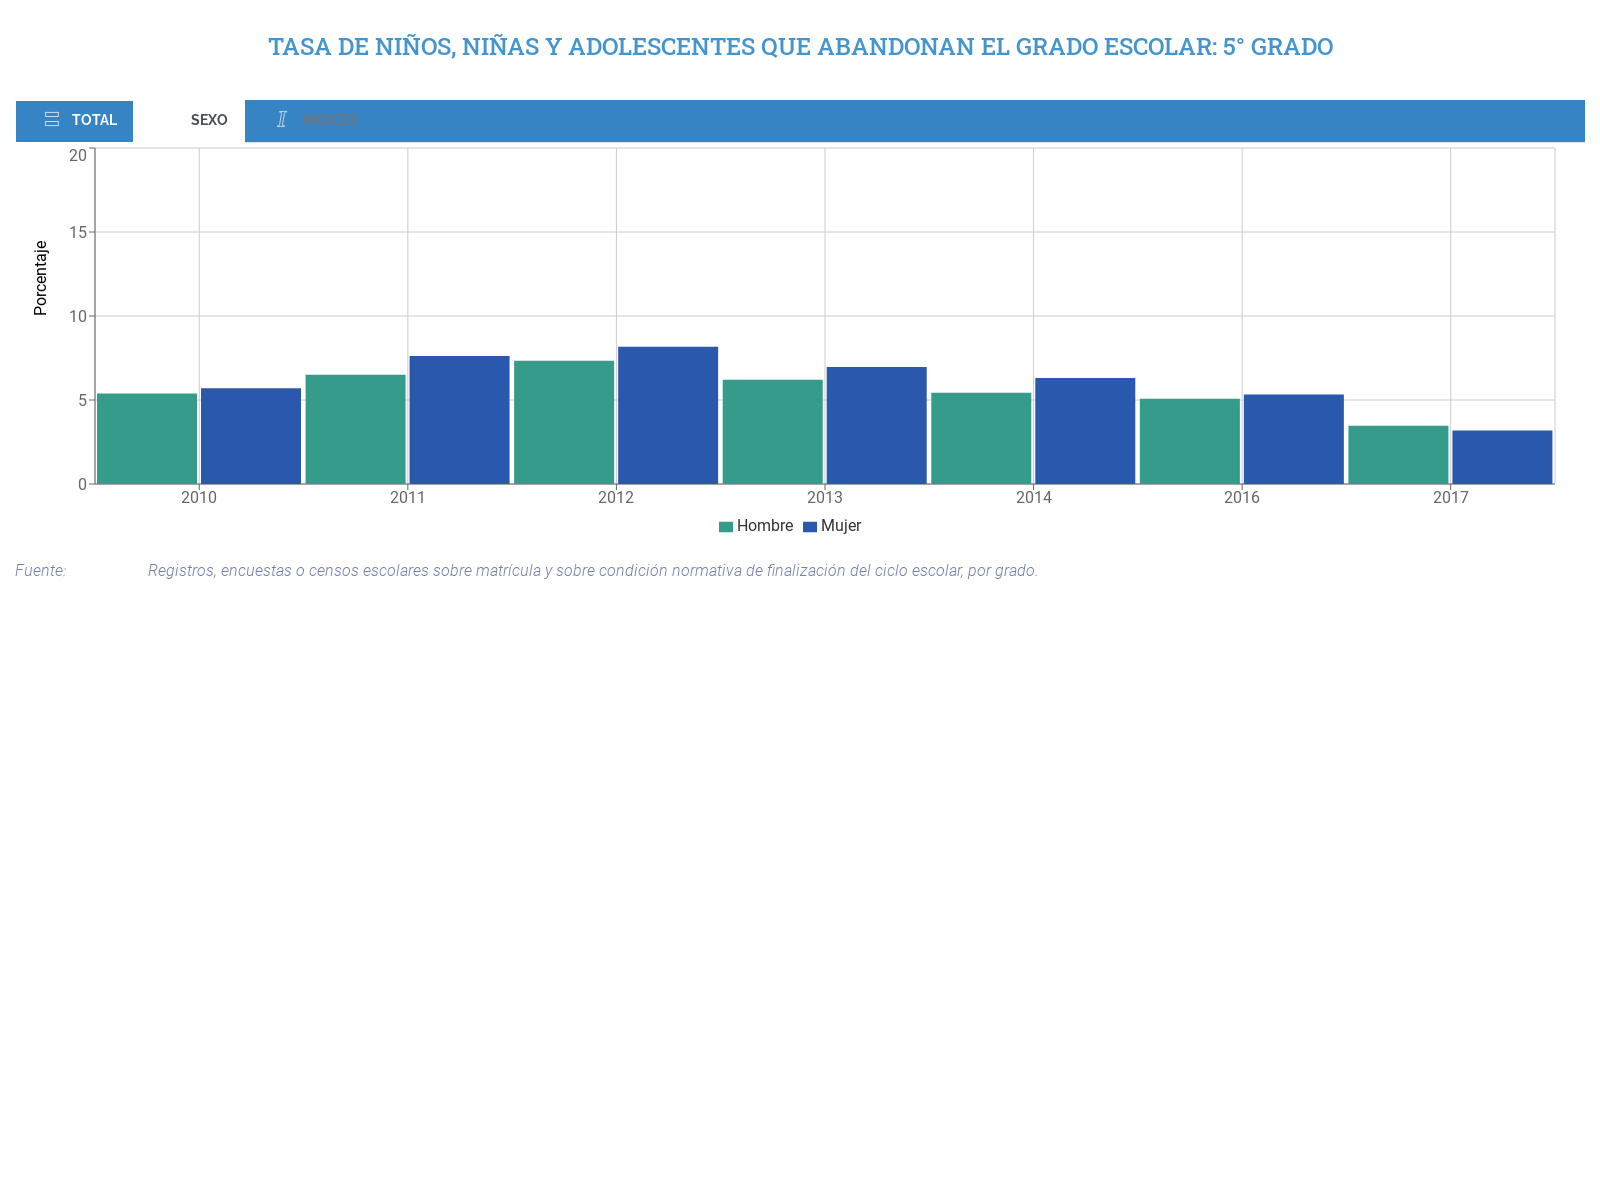 TASA DE NIÑOS, NIÑAS Y ADOLESCENTES QUE ABANDONAN EL GRADO ESCOLAR: 5° GRADO
TOTAL SEXO INDICES
20
15
10
5
0
Porcentaje
2010 2011 2012 2013 2014 2016 2017
Hombre Mujer
Fuente: Registros, encuestas o censos escolares sobre matrícula y sobre condición normativa de finalización del ciclo escolar, por grado.